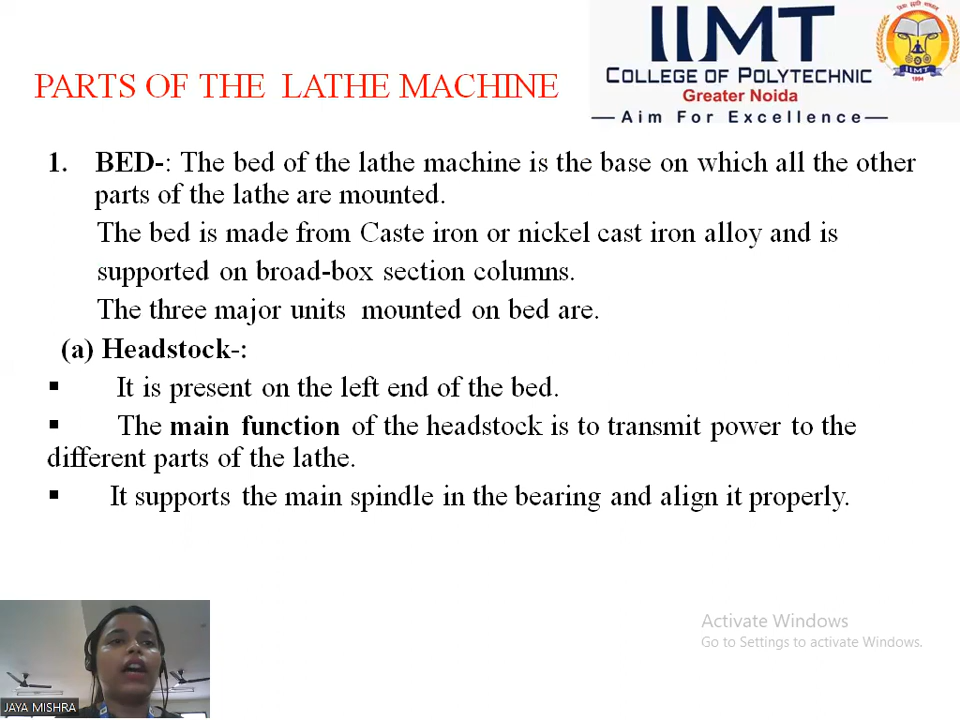 IIMT
COLLEGE OF POLYTECHNIC
Greater Noida
Aim For Excellence
IIMT
1994
PARTS OF THE LATHE MACHINE
1. BED-: The bed of the lathe machine is the base on which all the other
parts of the lathe are mounted.
The bed is made from Caste iron or nickel cast iron alloy and is
supported on broad-box section columns.
The three major units mounted on bed are.
(a) Headstock-:
▪ It is present on the left end of the bed.
▪ The main function of the headstock is to transmit power to the
different parts of the lathe.
▪ It supports the main spindle in the bearing and align it properly.
Activate Windows
Go to Settings to activate Windows.
JAYA MISHRA